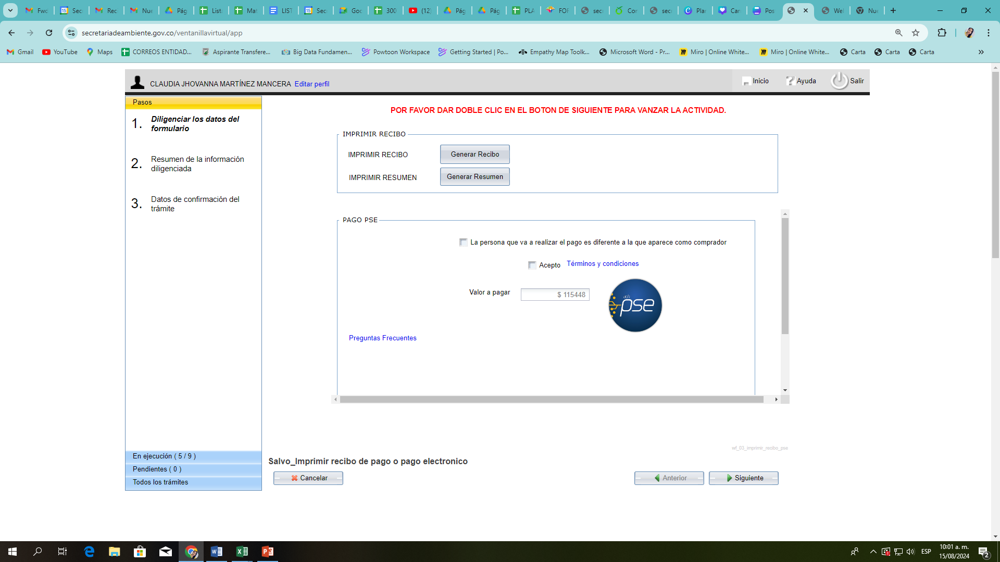 Fwd
Sec
Rec
Nue
Pág
List
Mat
LIST
Sec
Goo
300
(12)
Pág
Pág
PLA
FOR
sec
Cor
sec
Plan
Can
Pos
Wel
Nue
secretariadeambiente.gov.co/ventanillavirtual/app
Gmail
YouTube
Maps
CORREOS ENTIDAD...
Aspirante Transfere...
Big Data Fundamen...
Powtoon Workspace
Getting Started | Po...
Empathy Map Toolk...
Microsoft Word - Pr...
Miro | Online White...
Miro | Online White...
Carta
Carta
Carta
CLAUDIA JHOVANNA MARTÍNEZ MANCERA Editar perfil
Inicio
Ayuda
Salir
Pasos
1. Diligenciar los datos del
formulario
2. Resumen de la información
diligenciada
3. Datos de confirmación del
trámite
En ejecución ( 5 / 9 )
Pendientes ( 0 )
Todos los trámites
POR FAVOR DAR DOBLE CLIC EN EL BOTON DE SIGUIENTE PARA VANZAR LA ACTIVIDAD.
IMPRIMIR RECIBO
IMPRIMIR RECIBO Generar Recibo
IMPRIMIR RESUMEN Generar Resumen
PAGO PSE
La persona que va a realizar el pago es diferente a la que aparece como comprador
Acepto Términos y condiciones
Valor a pagar $ 115448
ach
pse
Preguntas Frecuentes
wf_03_imprimir_recibo_pse
Salvo_Imprimir recibo de pago o pago electronico
Cancelar
Anterior
Siguiente
ESP
10:01 a. m.
15/08/2024
2